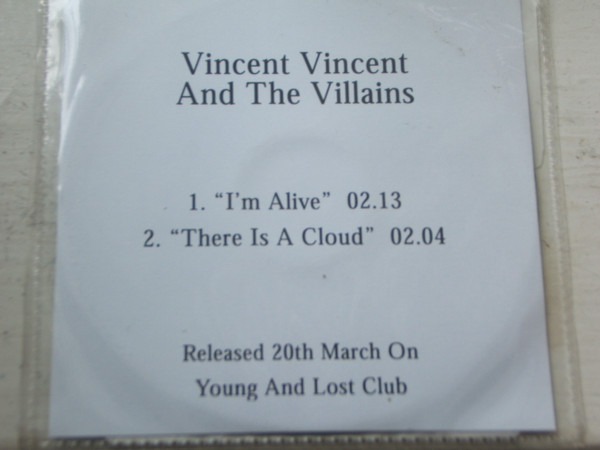 Vincent Vincent
And The Villains
1. “I'm Alive” 02.13
2. “There Is A Cloud” 02.04
Released 20th March On
Young And Lost Club